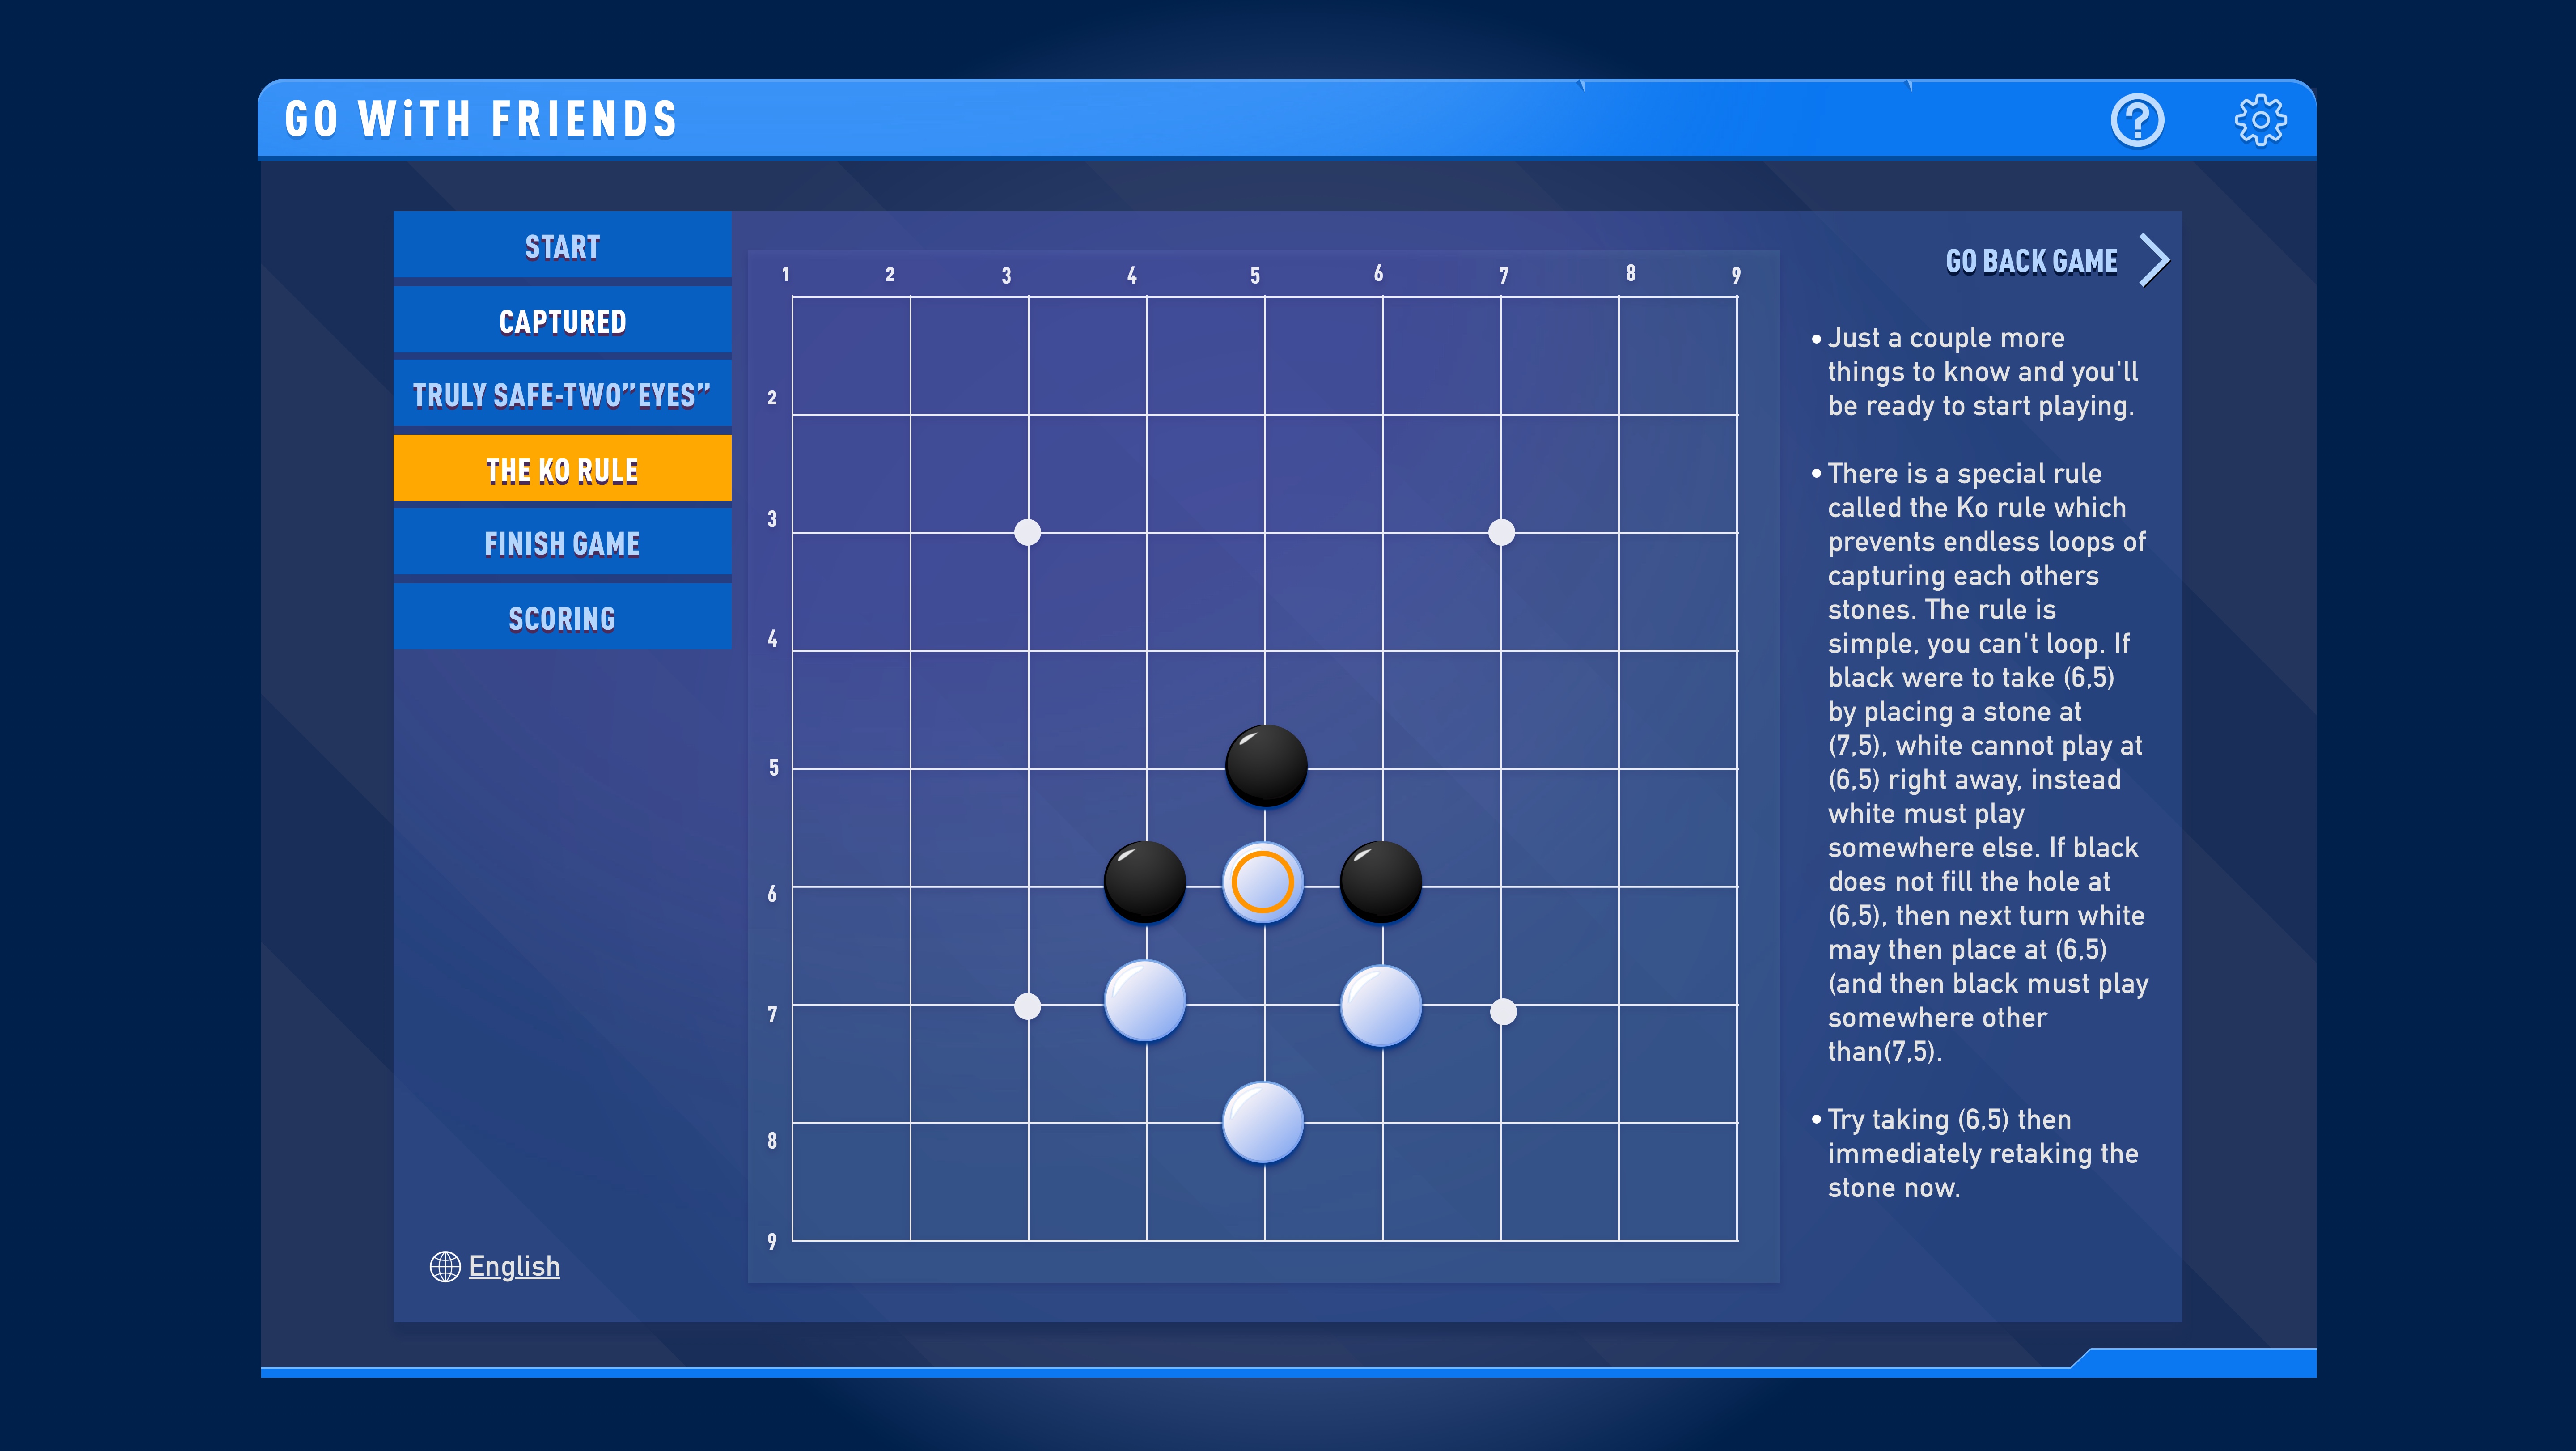 GO WiTH FRIENDS
?
START
CAPTURED
TRULY SAFE-TWO”EYES”
THE KO RULE
FINISH GAME
SCORING
English
1 2 3 4 5 6 7 8 9
2
3
4
5
6
7
8
9
GO BACK GAME
• Just a couple more
things to know and you'll
be ready to start playing.
• There is a special rule
called the Ko rule which
prevents endless loops of
capturing each others
stones. The rule is
simple, you can't loop. If
black were to take (6,5)
by placing a stone at
(7,5), white cannot play at
(6,5) right away, instead
white must play
somewhere else. If black
does not fill the hole at
(6,5), then next turn white
may then place at (6,5)
(and then black must play
somewhere other
than(7,5).
• Try taking (6,5) then
immediately retaking the
stone now.